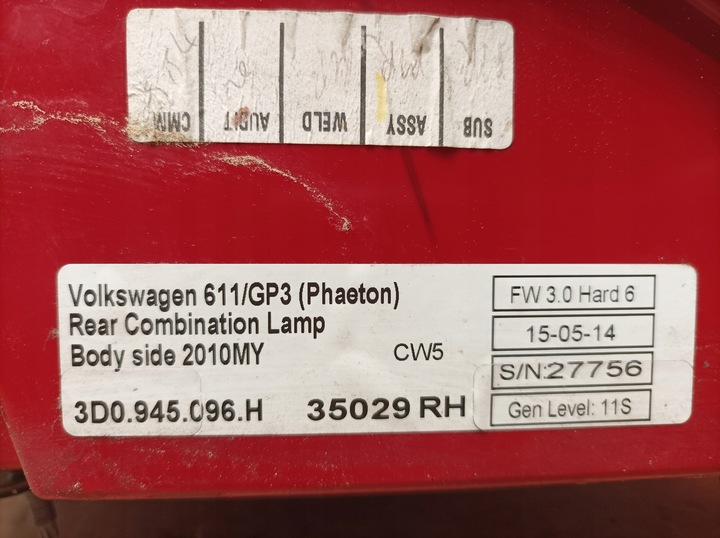 CMM AUDIT WELD ASSY SUB
Volkswagen 611/GP3 (Phaeton)
Rear Combination Lamp
Body side 2010MY
CW5
3D0.945.096.H
35029 RH
FW 3.0 Hard 6
15-05-14
S/N:27756
Gen Level: 11S